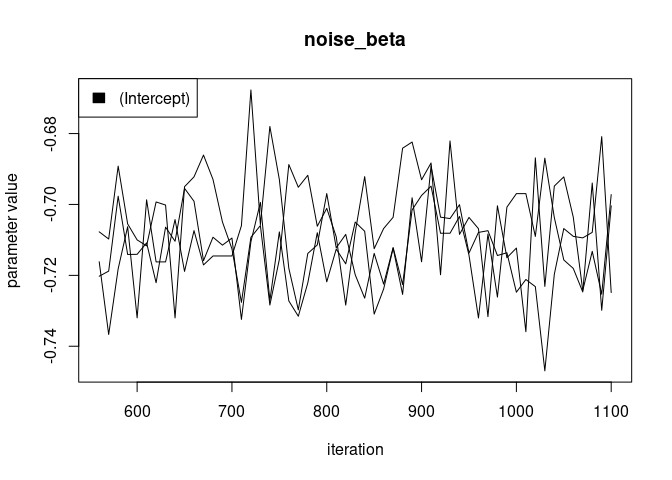 noise_beta
(Intercept)
parameter value
-0.68
-0.70
-0.72
-0.74
600 700 800 900 1000 1100
iteration